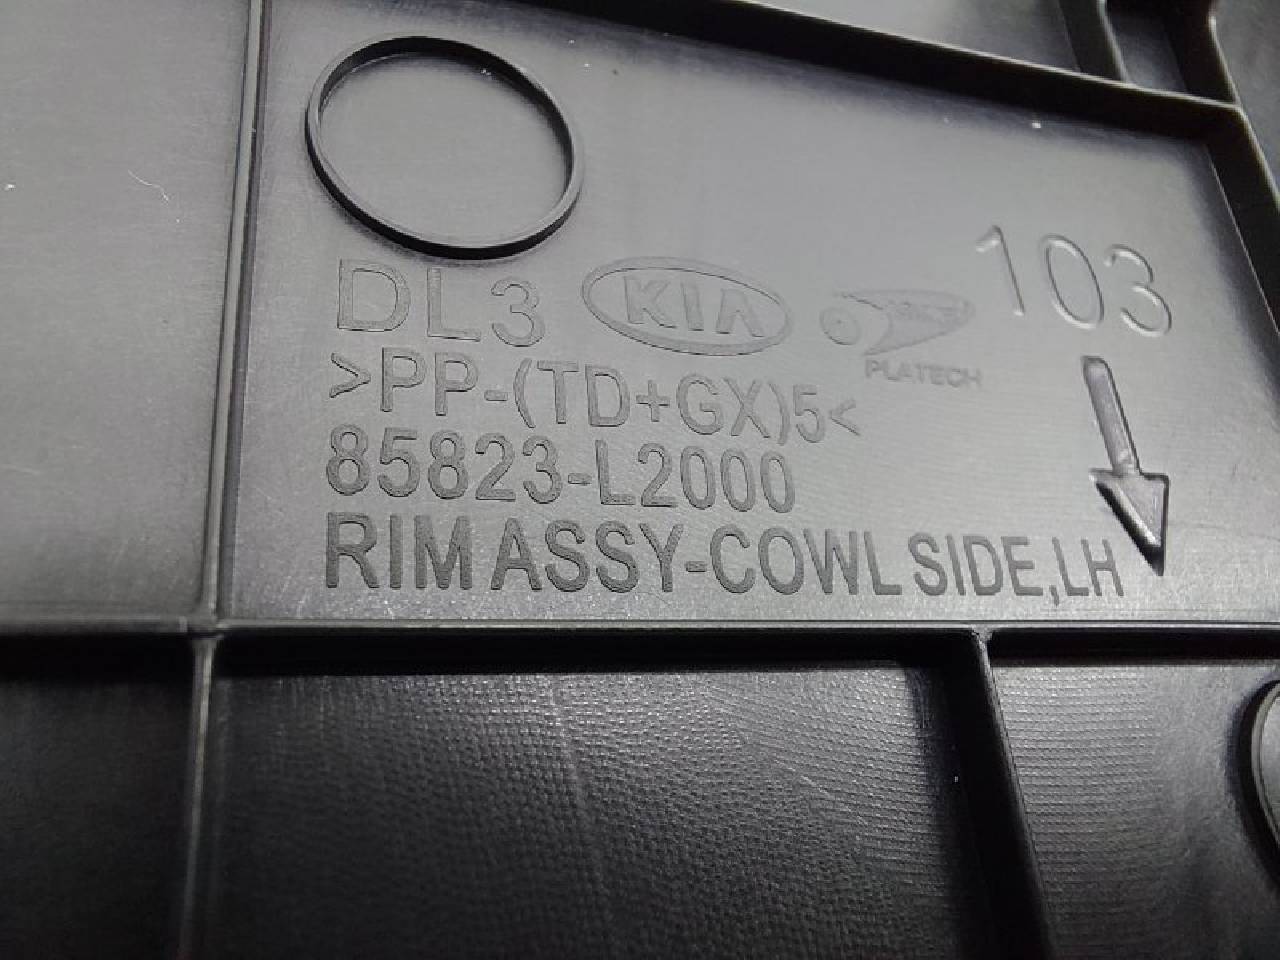 DL3 KIA 103
PLATECH
>PP-(TD+GX)5<
85823-L2000
RIM ASSY-COWL SIDE,LH